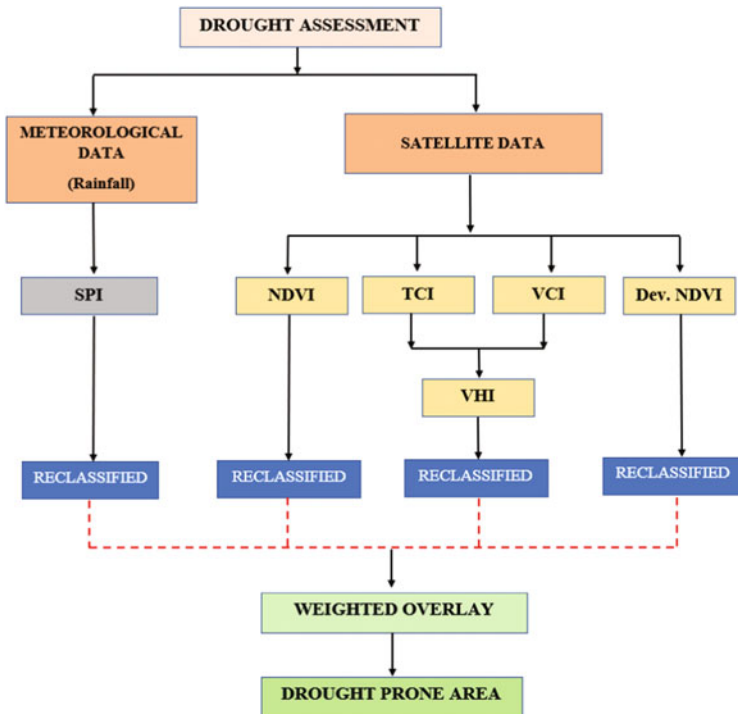 DROUGHT ASSESSMENT
METEOROLOGICAL
DATA
(Rainfall)
SATELLITE DATA
SPI
NDVI
TCI
VCI
Dev. NDVI
VHI
RECLASSIFIED
RECLASSIFIED
RECLASSIFIED
RECLASSIFIED
WEIGHTED OVERLAY
DROUGHT PRONE AREA